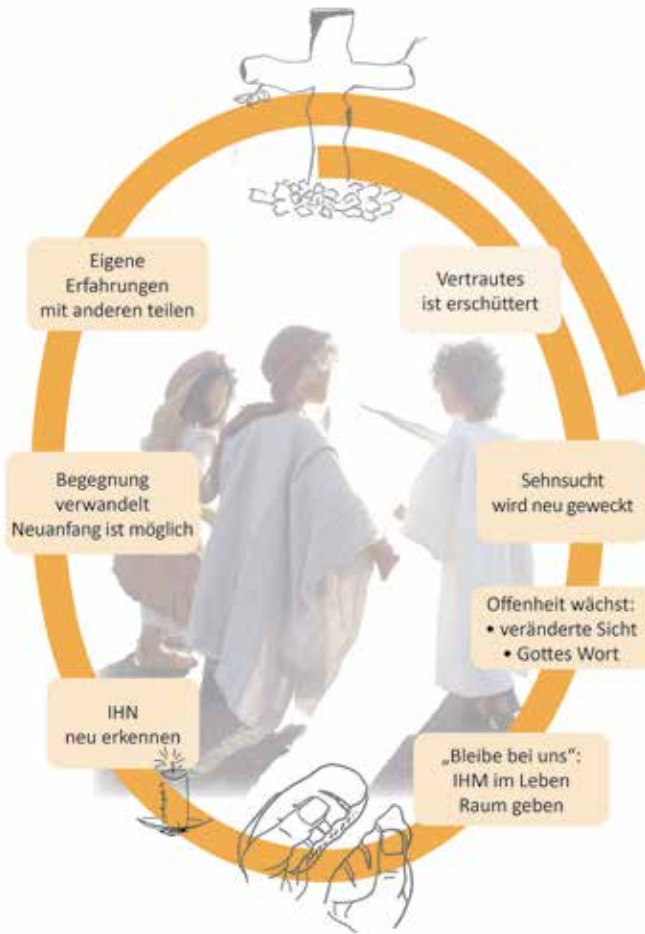 Vertrautes
ist erschüttert
Sehnsucht
wird neu geweckt
Offenheit wächst:
• veränderte Sicht
• Gottes Wort
„Bleibe bei uns“:
IHM im Leben
Raum geben
IHN
neu erkennen
Begegnung
verwandelt
Neuanfang ist möglich
Eigene
Erfahrungen
mit anderen teilen